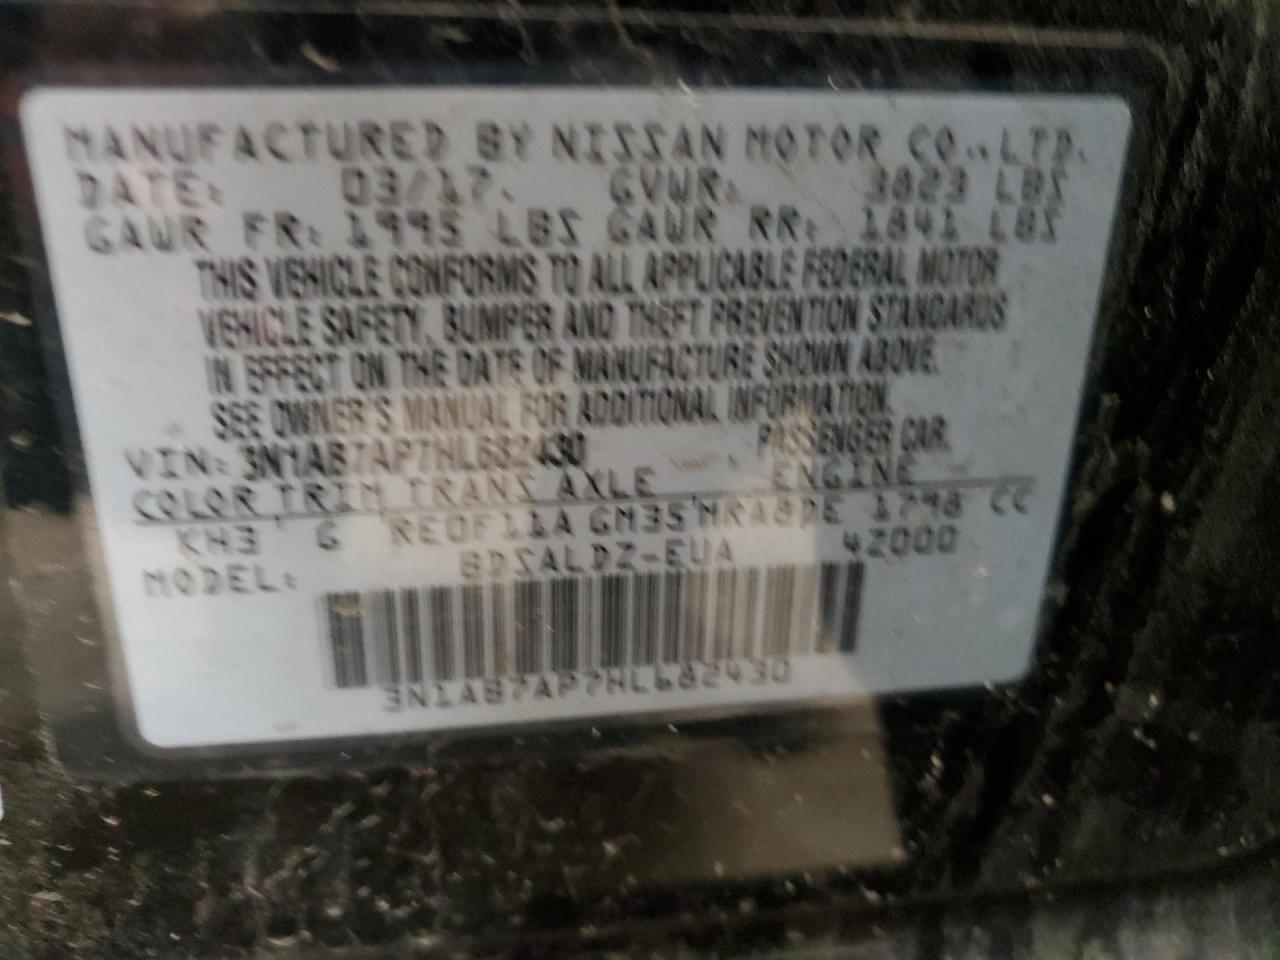 MANUFACTURED BY NISSAN MOTOR CO., LTD.
DATE: 03/17. GVWR: 3823 LBS
GAWR FR: 1995 LBS GAWR RR: 1841 LBS
THIS VEHICLE CONFORMS TO ALL APPLICABLE FEDERAL MOTOR
VEHICLE SAFETY, BUMPER AND THEFT PREVENTION STANDARDS
IN EFFECT ON THE DATE OF MANUFACTURE SHOWN ABOVE.
SEE OWNER'S MANUAL FOR ADDITIONAL INFORMATION.
VIN: 3N1AB7AP7HL682430 PASSENGER CAR.
COLOR TRIM TRANS AXLE ENGINE
KH3 G RE0F11A GM35 MRA8DE 1798 CC
MODEL: BDSALDZ-EUA 42000
3N1AB7AP7HL682430